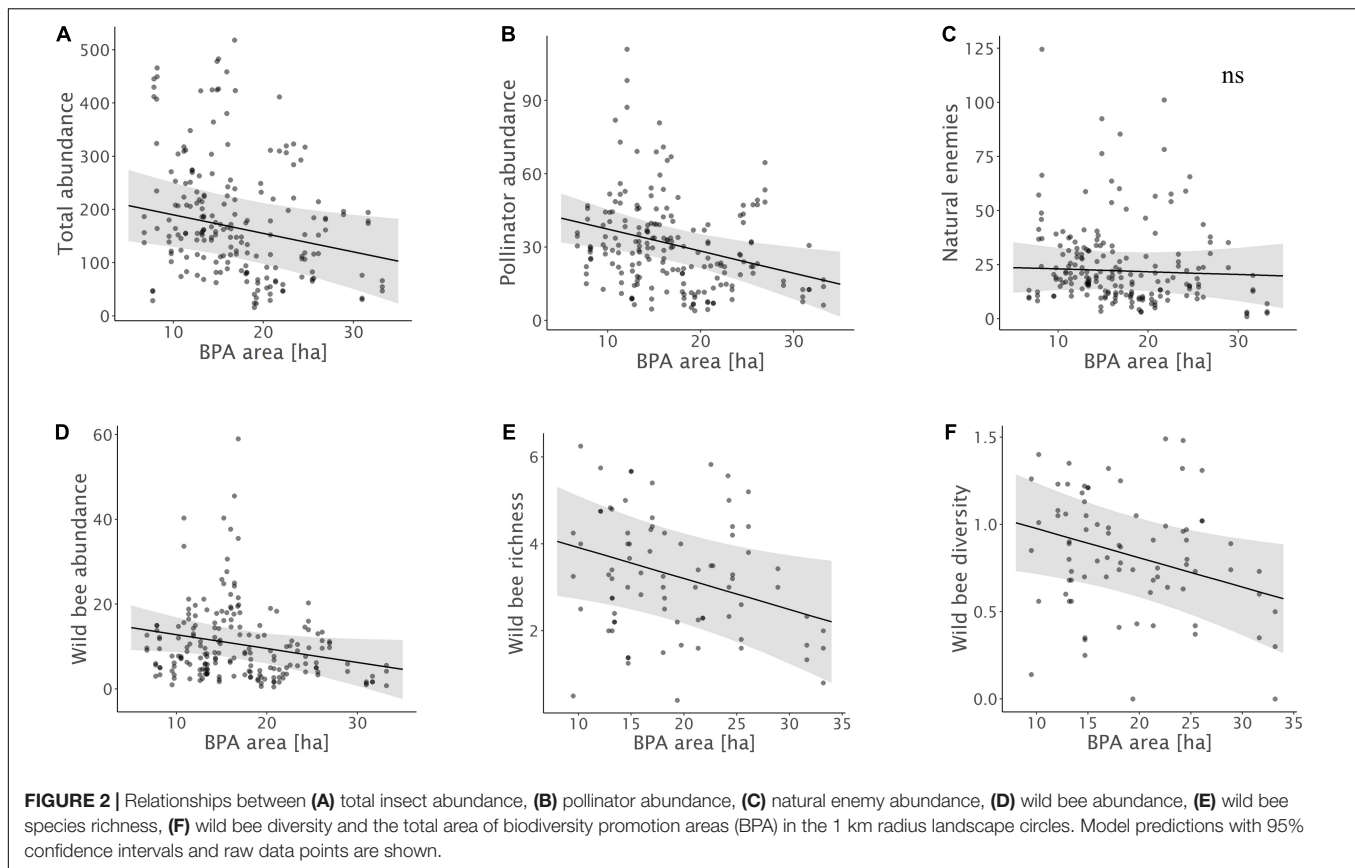 A
Total abundance
500
400
300
200
100
0
10
20
30
BPA area [ha]
B
Pollinator abundance
90
60
30
0
10
20
30
BPA area [ha]
C
Natural enemies
125
100
75
50
25
0
ns
10
20
30
BPA area [ha]
D
Wild bee abundance
60
40
20
0
10
20
30
BPA area [ha]
E
Wild bee richness
6
4
2
10
15
20
25
30
35
BPA area [ha]
F
Wild bee diversity
1.5
1.0
0.5
0.0
10
15
20
25
30
35
BPA area [ha]
FIGURE 2 | Relationships between (A) total insect abundance, (B) pollinator abundance, (C) natural enemy abundance, (D) wild bee abundance, (E) wild bee
species richness, (F) wild bee diversity and the total area of biodiversity promotion areas (BPA) in the 1 km radius landscape circles. Model predictions with 95%
confidence intervals and raw data points are shown.